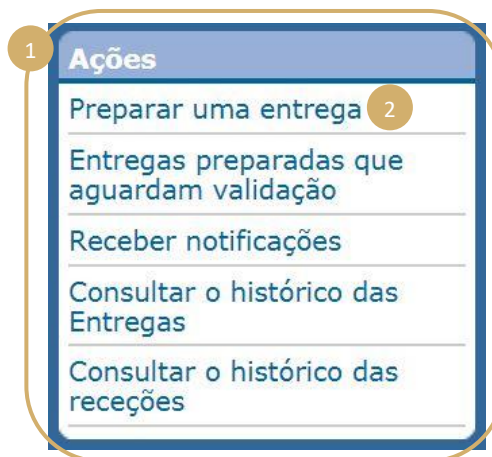 1
Ações
Preparar uma entrega 2
Entregas preparadas que
aguardam validação
Receber notificações
Consultar o histórico das
Entregas
Consultar o histórico das
receções